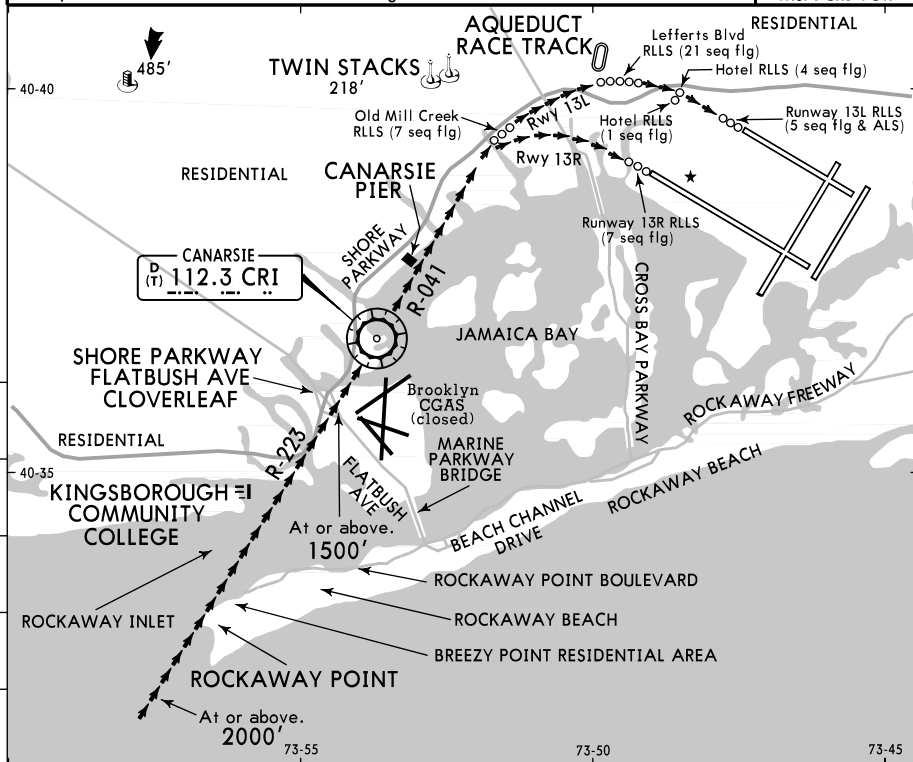 RESIDENTIAL
AQUEDUCT
RACE TRACK
Lefferts Blvd
RLLS (21 seq flg)
485'
TWIN STACKS
218'
Hotel RLLS (4 seq flg)
40-40
Old Mill Creek
RLLS (7 seq flg)
Rwy 13L
Hotel RLLS
(1 seq flg)
Runway 13L RLLS
(5 seq flg & ALS)
Rwy 13R
RESIDENTIAL
CANARSIE
PIER
Runway 13R RLLS
(7 seq flg)
SHORE
PARKWAY
CANARSIE
D
(T) 112.3 CRI
R-041
CROSS BAY PARKWAY
JAMAICA BAY
SHORE PARKWAY
FLATBUSH AVE
CLOVERLEAF
Brooklyn
CGAS
(closed)
ROCKAWAY FREEWAY
RESIDENTIAL
R-223
MARINE
PARKWAY
BRIDGE
40-35
FLATBUSH
AVE
ROCKAWAY BEACH
KINGSBOROUGH
COMMUNITY
COLLEGE
At or above.
1500'
BEACH CHANNEL
DRIVE
ROCKAWAY POINT BOULEVARD
ROCKAWAY INLET
ROCKAWAY BEACH
BREEZY POINT RESIDENTIAL AREA
ROCKAWAY POINT
At or above.
2000'
73-55
73-50
73-45